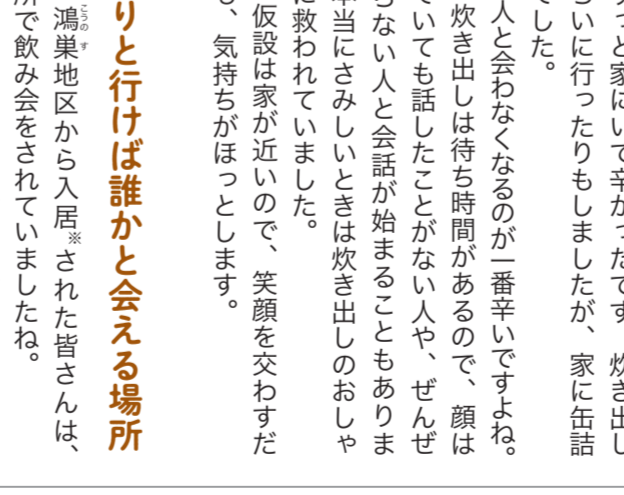 っと家にいて辛かったです。炊き出し
らいに行ったりもしましたが、家に缶詰
でした。
人と会わなくなるのが一番辛いですよね。
炊き出しは待ち時間があるので、顔は
ていても話したことがない人や、ぜんぜ
らない人と会話が始まることもありま
本当にさみしいときは炊き出しのおしゃ
に救われていました。
仮設は家が近いので、笑顔を交わすだ
も、気持ちがほっとします。
りと行けば誰かと会える場所
鴻巣地区から入居※された皆さんは、
こうのす
所で飲み会をされていましたね。